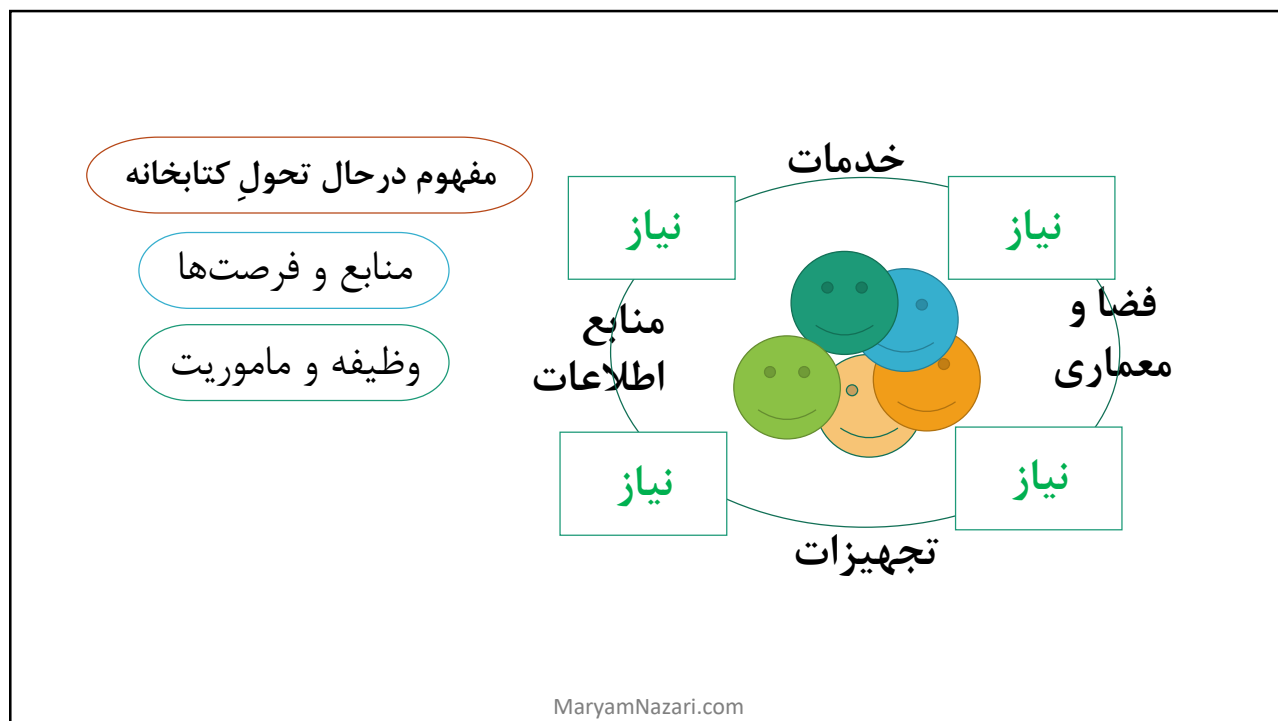 مفهوم درحال تحولِ کتابخانه
منابع و فرصت‌ها
وظیفه و ماموریت
خدمات
نیاز
نیاز
فضا و
معماری
منابع
اطلاعات
نیاز
نیاز
تجهیزات
MaryamNazari.com